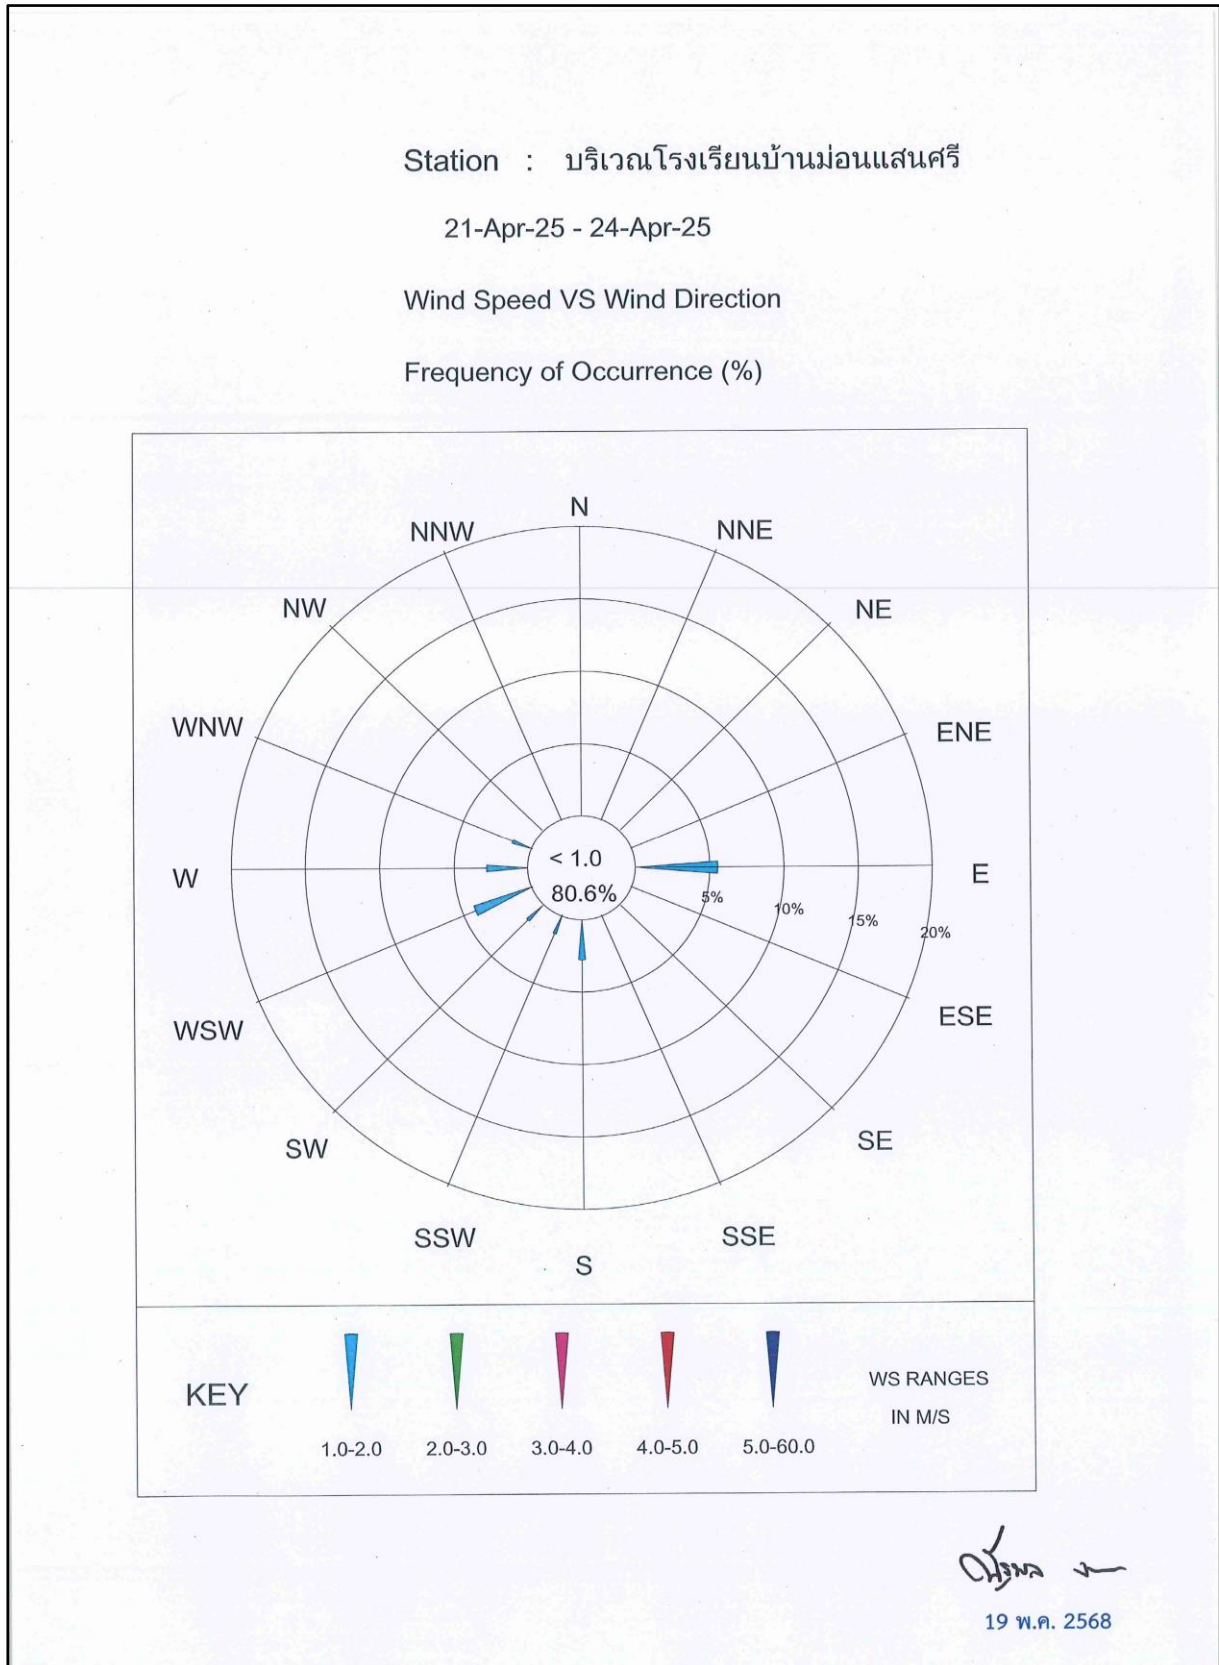 Station : บริเวณโรงเรียนบ้านม่อนแสนศรี
21-Apr-25 - 24-Apr-25
Wind Speed VS Wind Direction
Frequency of Occurrence (%)
N
NNW
NNE
NW
NE
WNW
ENE
< 1.0
W
E
80.6%
5%
10%
15%
20%
WSW
ESE
SW
SE
SSW
SSE
S
KEY
WS RANGES
IN M/S
1.0-2.0 2.0-3.0 3.0-4.0 4.0-5.0 5.0-60.0
19 พ.ค. 2568